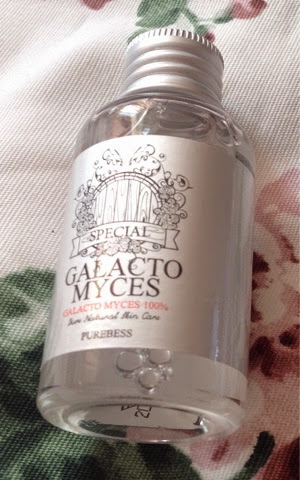 SPECIAL
GALACTO
MYCES
GALACTO MYCES 100%
Pure Natural Skin Care
PUREBESS